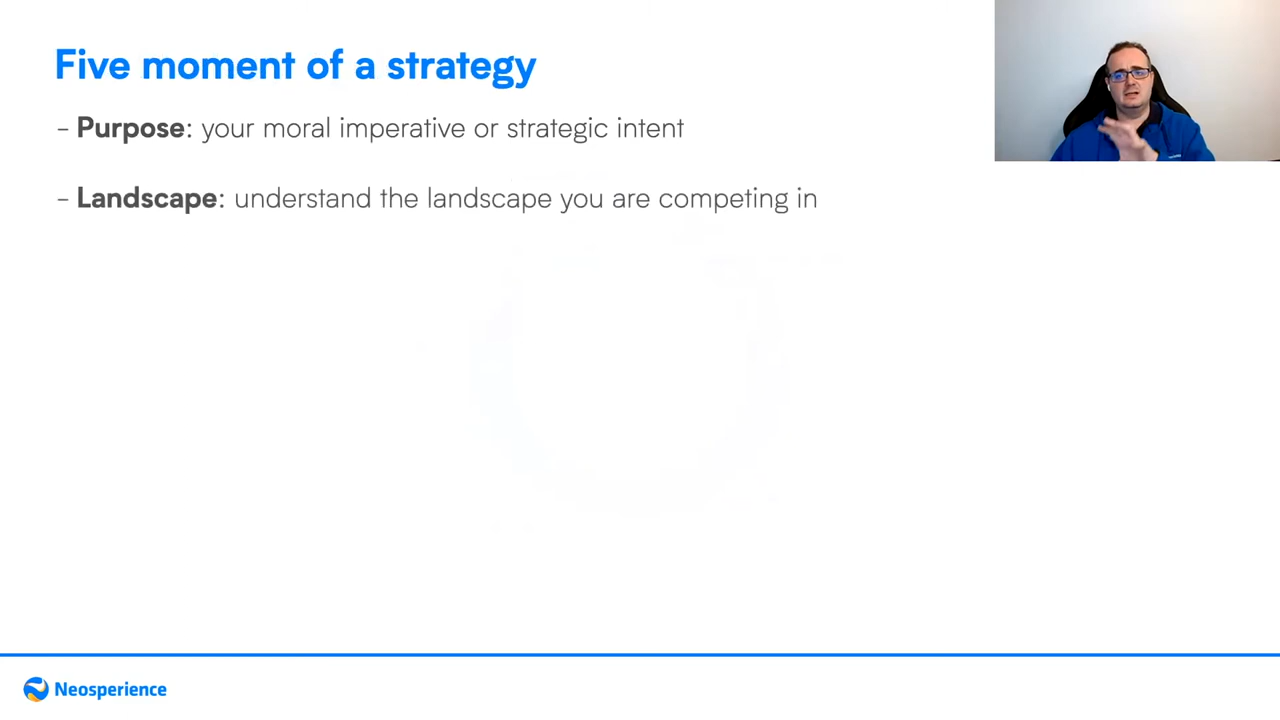 Five moment of a strategy
- Purpose: your moral imperative or strategic intent
- Landscape: understand the landscape you are competing in
Neosperience